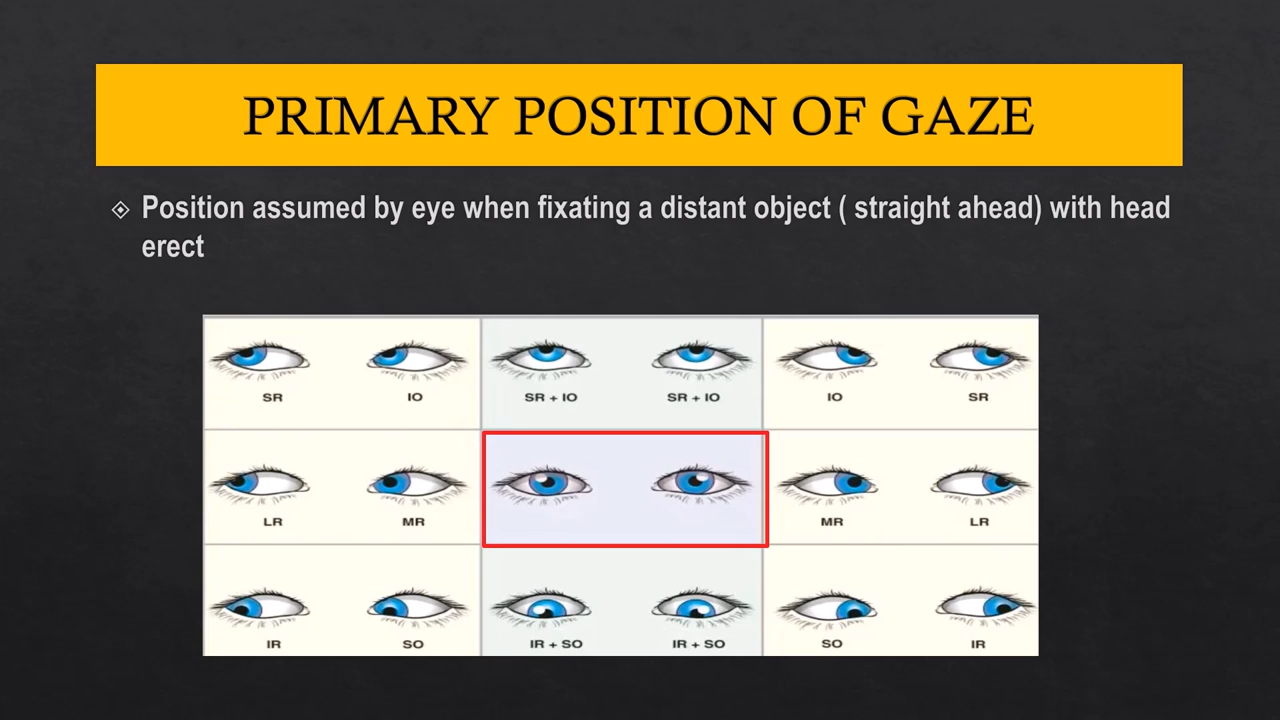 PRIMARY POSITION OF GAZE
Position assumed by eye when fixating a distant object ( straight ahead) with head
erect
SR IO SR + IO SR + IO IO SR
LR MR MR LR
IR SO IR + SO IR + SO SO IR